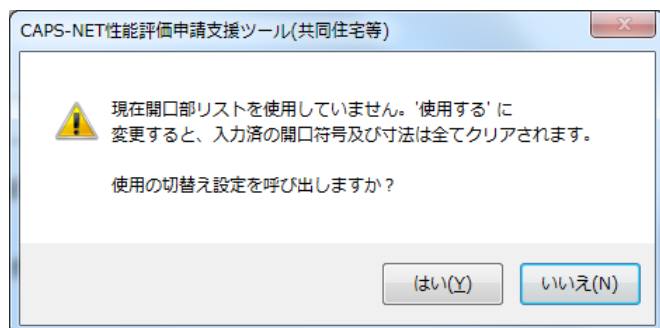 CAPS-NET性能評価申請支援ツール(共同住宅等)
現在開口部リストを使用していません。'使用する' に
変更すると、入力済の開口符号及び寸法は全てクリアされます。
使用の切替え設定を呼び出しますか？
はい(Y)
いいえ(N)